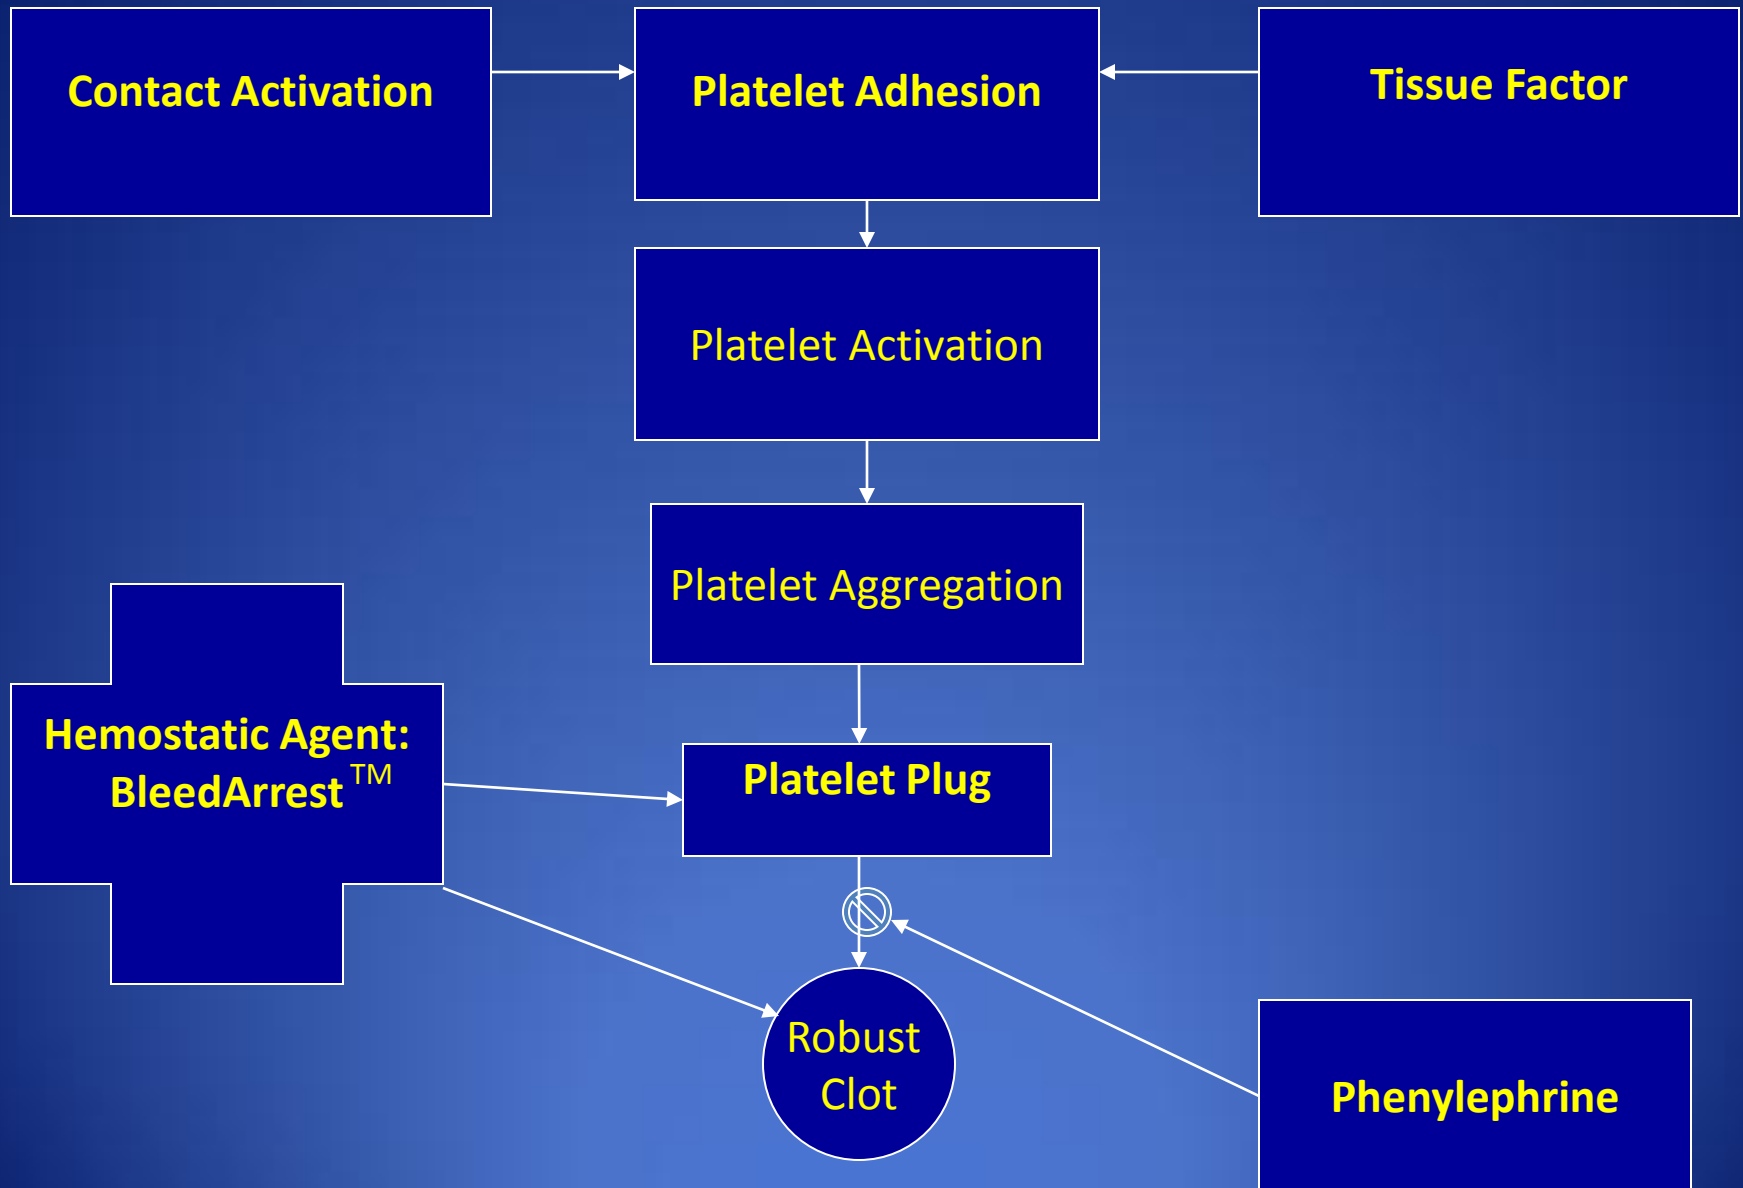 Contact Activation
Platelet Adhesion
Tissue Factor
Platelet Activation
Platelet Aggregation
Hemostatic Agent:
BleedArrest TM
Platelet Plug
Robust
Clot
Phenylephrine